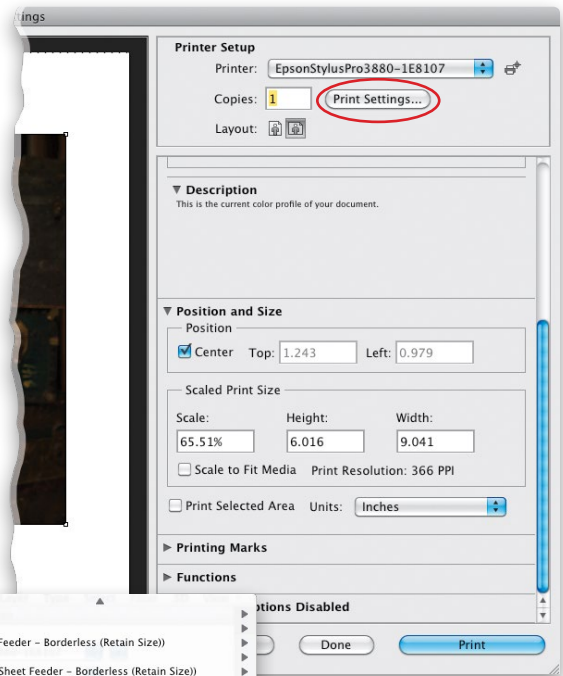 tings
Printer Setup
Printer: EpsonStylusPro3880-1E8107
Copies: 1 Print Settings...
Layout:
Description
This is the current color profile of your document.
Position and Size
Position
Center Top: 1.243 Left: 0.979
Scaled Print Size
Scale: Height: Width:
65.51% 6.016 9.041
Scale to Fit Media Print Resolution: 366 PPI
Print Selected Area Units: Inches
Printing Marks
Functions
ptions Disabled
Feeder – Borderless (Retain Size))
Sheet Feeder – Borderless (Retain Size))
Done Print